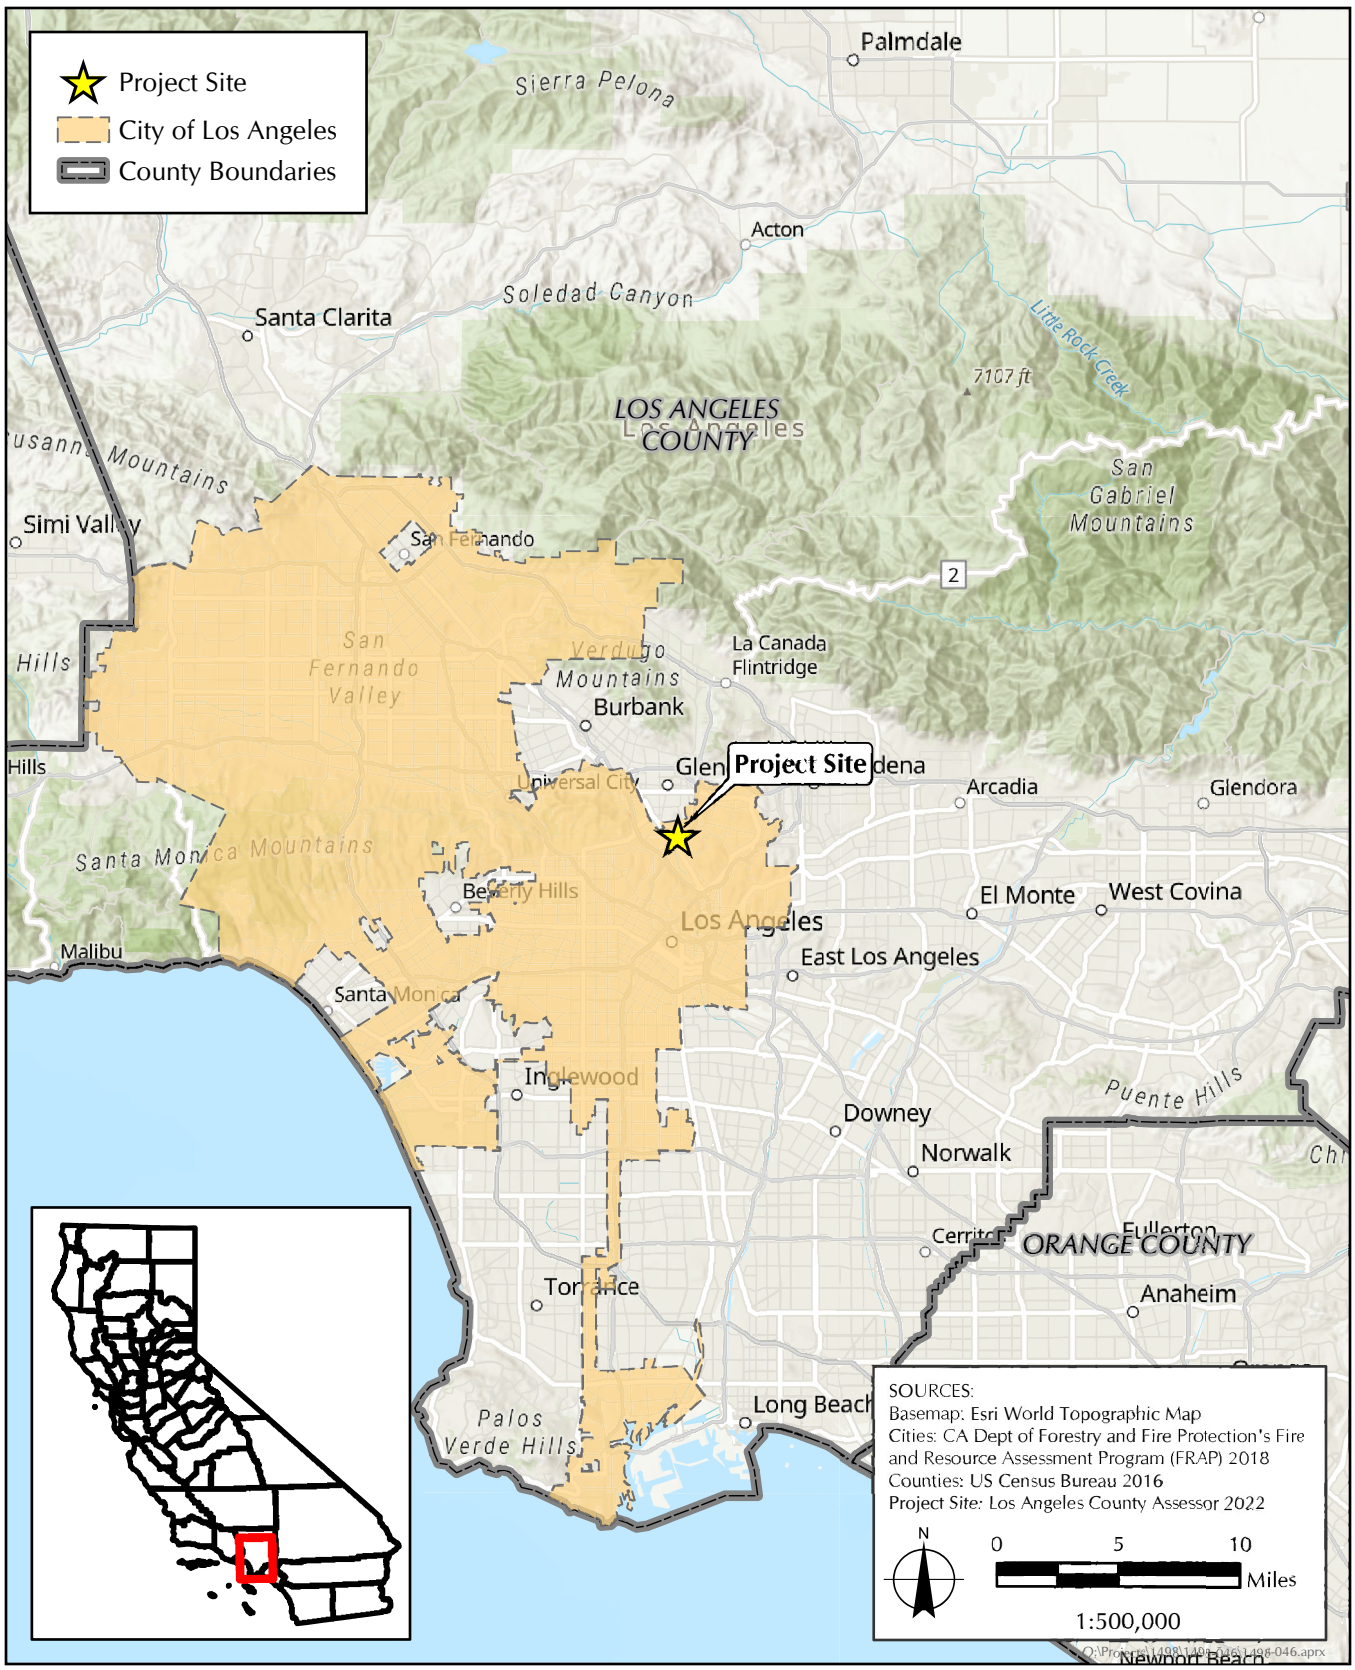 Project Site
City of Los Angeles
County Boundaries
Palmdale
Sierra Pelona
Acton
Soledad Canyon
Santa Clarita
Little Rock Creek
7107 ft
LOS ANGELES
COUNTY
Los Angeles
Mountains
San
Gabriel
Mountains
Simi Valley
San Fernando
2
San
Fernando
Valley
Hills
Verdugo
Mountains
La Canada
Flintridge
Burbank
Hills
Universal City
Glen
Project Site
dena
Arcadia
Glendora
Santa Monica Mountains
Beverly Hills
El Monte
West Covina
Los Angeles
Malibu
East Los Angeles
Santa Monica
Inglewood
Puente Hills
Downey
Norwalk
Chi
Cerrito
Fullerton
ORANGE COUNTY
Torrance
Anaheim
Palos
Verde Hills
Long Beach
SOURCES:
Basemap: Esri World Topographic Map
Cities: CA Dept of Forestry and Fire Protection's Fire
and Resource Assessment Program (FRAP) 2018
Counties: US Census Bureau 2016
Project Site: Los Angeles County Assessor 2022
N
0 5 10
Miles
1:500,000
Newport Beach